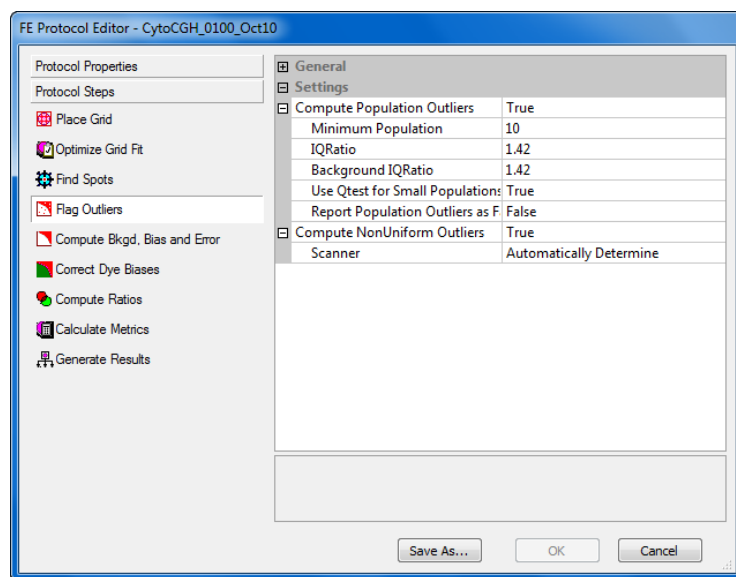 FE Protocol Editor - CytoCGH_0100_Oct10
Protocol Properties
Protocol Steps
Place Grid
Optimize Grid Fit
Find Spots
Flag Outliers
Compute Bkgd, Bias and Error
Correct Dye Biases
Compute Ratios
Calculate Metrics
Generate Results
General
Settings
Compute Population Outliers True
Minimum Population 10
IQRatio 1.42
Background IQRatio 1.42
Use Qtest for Small Populations True
Report Population Outliers as F False
Compute NonUniform Outliers True
Scanner Automatically Determine
Save As... OK Cancel